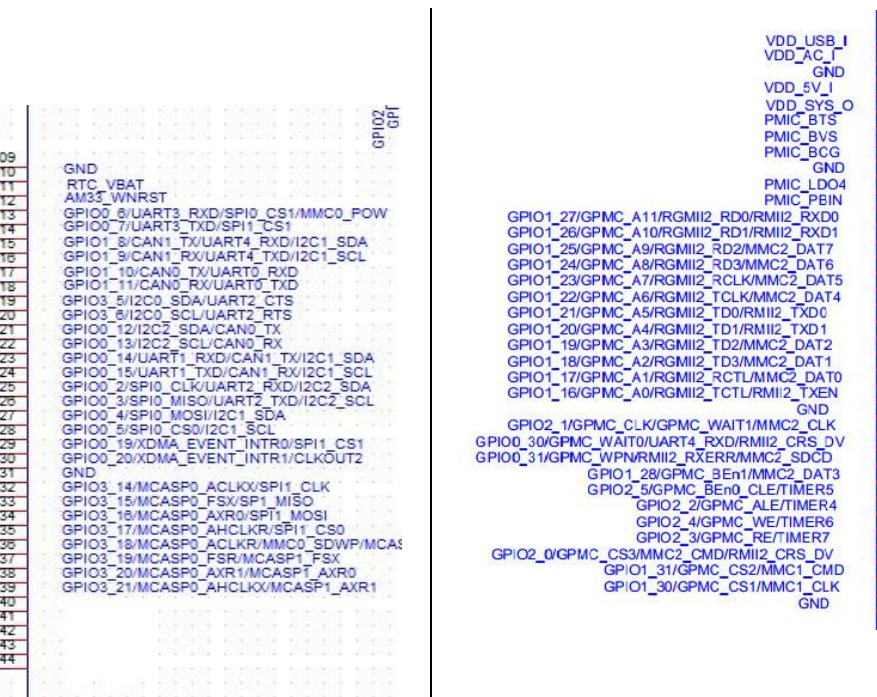 GPIO2_
GPI
09
10
11
12
13
14
15
16
17
18
19
20
21
22
23
24
25
26
27
28
29
30
31
32
33
34
35
36
37
38
39
40
41
42
43
44
GND
RTC_VBAT
AM33_WNRST
GPIO0_6/UART3_RXD/SPI0_CS1/MMC0_POW
GPIO0_7/UART3_TXD/SPI1_CS1
GPIO1_8/CAN1_TX/UART4_RXD/I2C1_SDA
GPIO1_9/CAN1_RX/UART4_TXD/I2C1_SCL
GPIO1_10/CAN0_TX/UART0_RXD
GPIO1_11/CAN0_RX/UART0_TXD
GPIO3_5/I2C0_SDA/UART2_CTS
GPIO3_6/I2C0_SCL/UART2_RTS
GPIO0_12/I2C2_SDA/CAN0_TX
GPIO0_13/I2C2_SCL/CAN0_RX
GPIO0_14/UART1_RXD/CAN1_TX/I2C1_SDA
GPIO0_15/UART1_TXD/CAN1_RX/I2C1_SCL
GPIO0_2/SPI0_CLK/UART2_RXD/I2C2_SDA
GPIO0_3/SPI0_MISO/UART2_TXD/I2C2_SCL
GPIO0_4/SPI0_MOSI/I2C1_SDA
GPIO0_5/SPI0_CS0/I2C1_SCL
GPIO0_19/XDMA_EVENT_INTR0/SPI1_CS1
GPIO0_20/XDMA_EVENT_INTR1/CLKOUT2
GND
GPIO3_14/MCASP0_ACLKX/SPI1_CLK
GPIO3_15/MCASP0_FSX/SP1_MISO
GPIO3_16/MCASP0_AXR0/SPI1_MOSI
GPIO3_17/MCASP0_AHCLKR/SPI1_CS0
GPIO3_18/MCASP0_ACLKR/MMC0_SDWP/MCAS
GPIO3_19/MCASP0_FSR/MCASP1_FSX
GPIO3_20/MCASP0_AXR1/MCASP1_AXR0
GPIO3_21/MCASP0_AHCLKX/MCASP1_AXR1
VDD_USB_I
VDD_AC_I
GND
VDD_5V_I
VDD_SYS_O
PMIC_BTS
PMIC_BVS
PMIC_BCG
GND
PMIC_LDO4
PMIC_PBIN
GPIO1_27/GPMC_A11/RGMII2_RD0/RMII2_RXD0
GPIO1_26/GPMC_A10/RGMII2_RD1/RMII2_RXD1
GPIO1_25/GPMC_A9/RGMII2_RD2/MMC2_DAT7
GPIO1_24/GPMC_A8/RGMII2_RD3/MMC2_DAT6
GPIO1_23/GPMC_A7/RGMII2_RCLK/MMC2_DAT5
GPIO1_22/GPMC_A6/RGMII2_TCLK/MMC2_DAT4
GPIO1_21/GPMC_A5/RGMII2_TD0/RMII2_TXD0
GPIO1_20/GPMC_A4/RGMII2_TD1/RMII2_TXD1
GPIO1_19/GPMC_A3/RGMII2_TD2/MMC2_DAT2
GPIO1_18/GPMC_A2/RGMII2_TD3/MMC2_DAT1
GPIO1_17/GPMC_A1/RGMII2_RCTL/MMC2_DAT0
GPIO1_16/GPMC_A0/RGMII2_TCTL/RMII2_TXEN
GND
GPIO2_1/GPMC_CLK/GPMC_WAIT1/MMC2_CLK
GPIO0_30/GPMC_WAIT0/UART4_RXD/RMII2_CRS_DV
GPIO0_31/GPMC_WPN/RMII2_RXERR/MMC2_SDCD
GPIO1_28/GPMC_BEn1/MMC2_DAT3
GPIO2_5/GPMC_BEn0_CLE/TIMER5
GPIO2_2/GPMC_ALE/TIMER4
GPIO2_4/GPMC_WE/TIMER6
GPIO2_3/GPMC_RE/TIMER7
GPIO2_0/GPMC_CS3/MMC2_CMD/RMII2_CRS_DV
GPIO1_31/GPMC_CS2/MMC1_CMD
GPIO1_30/GPMC_CS1/MMC1_CLK
GND